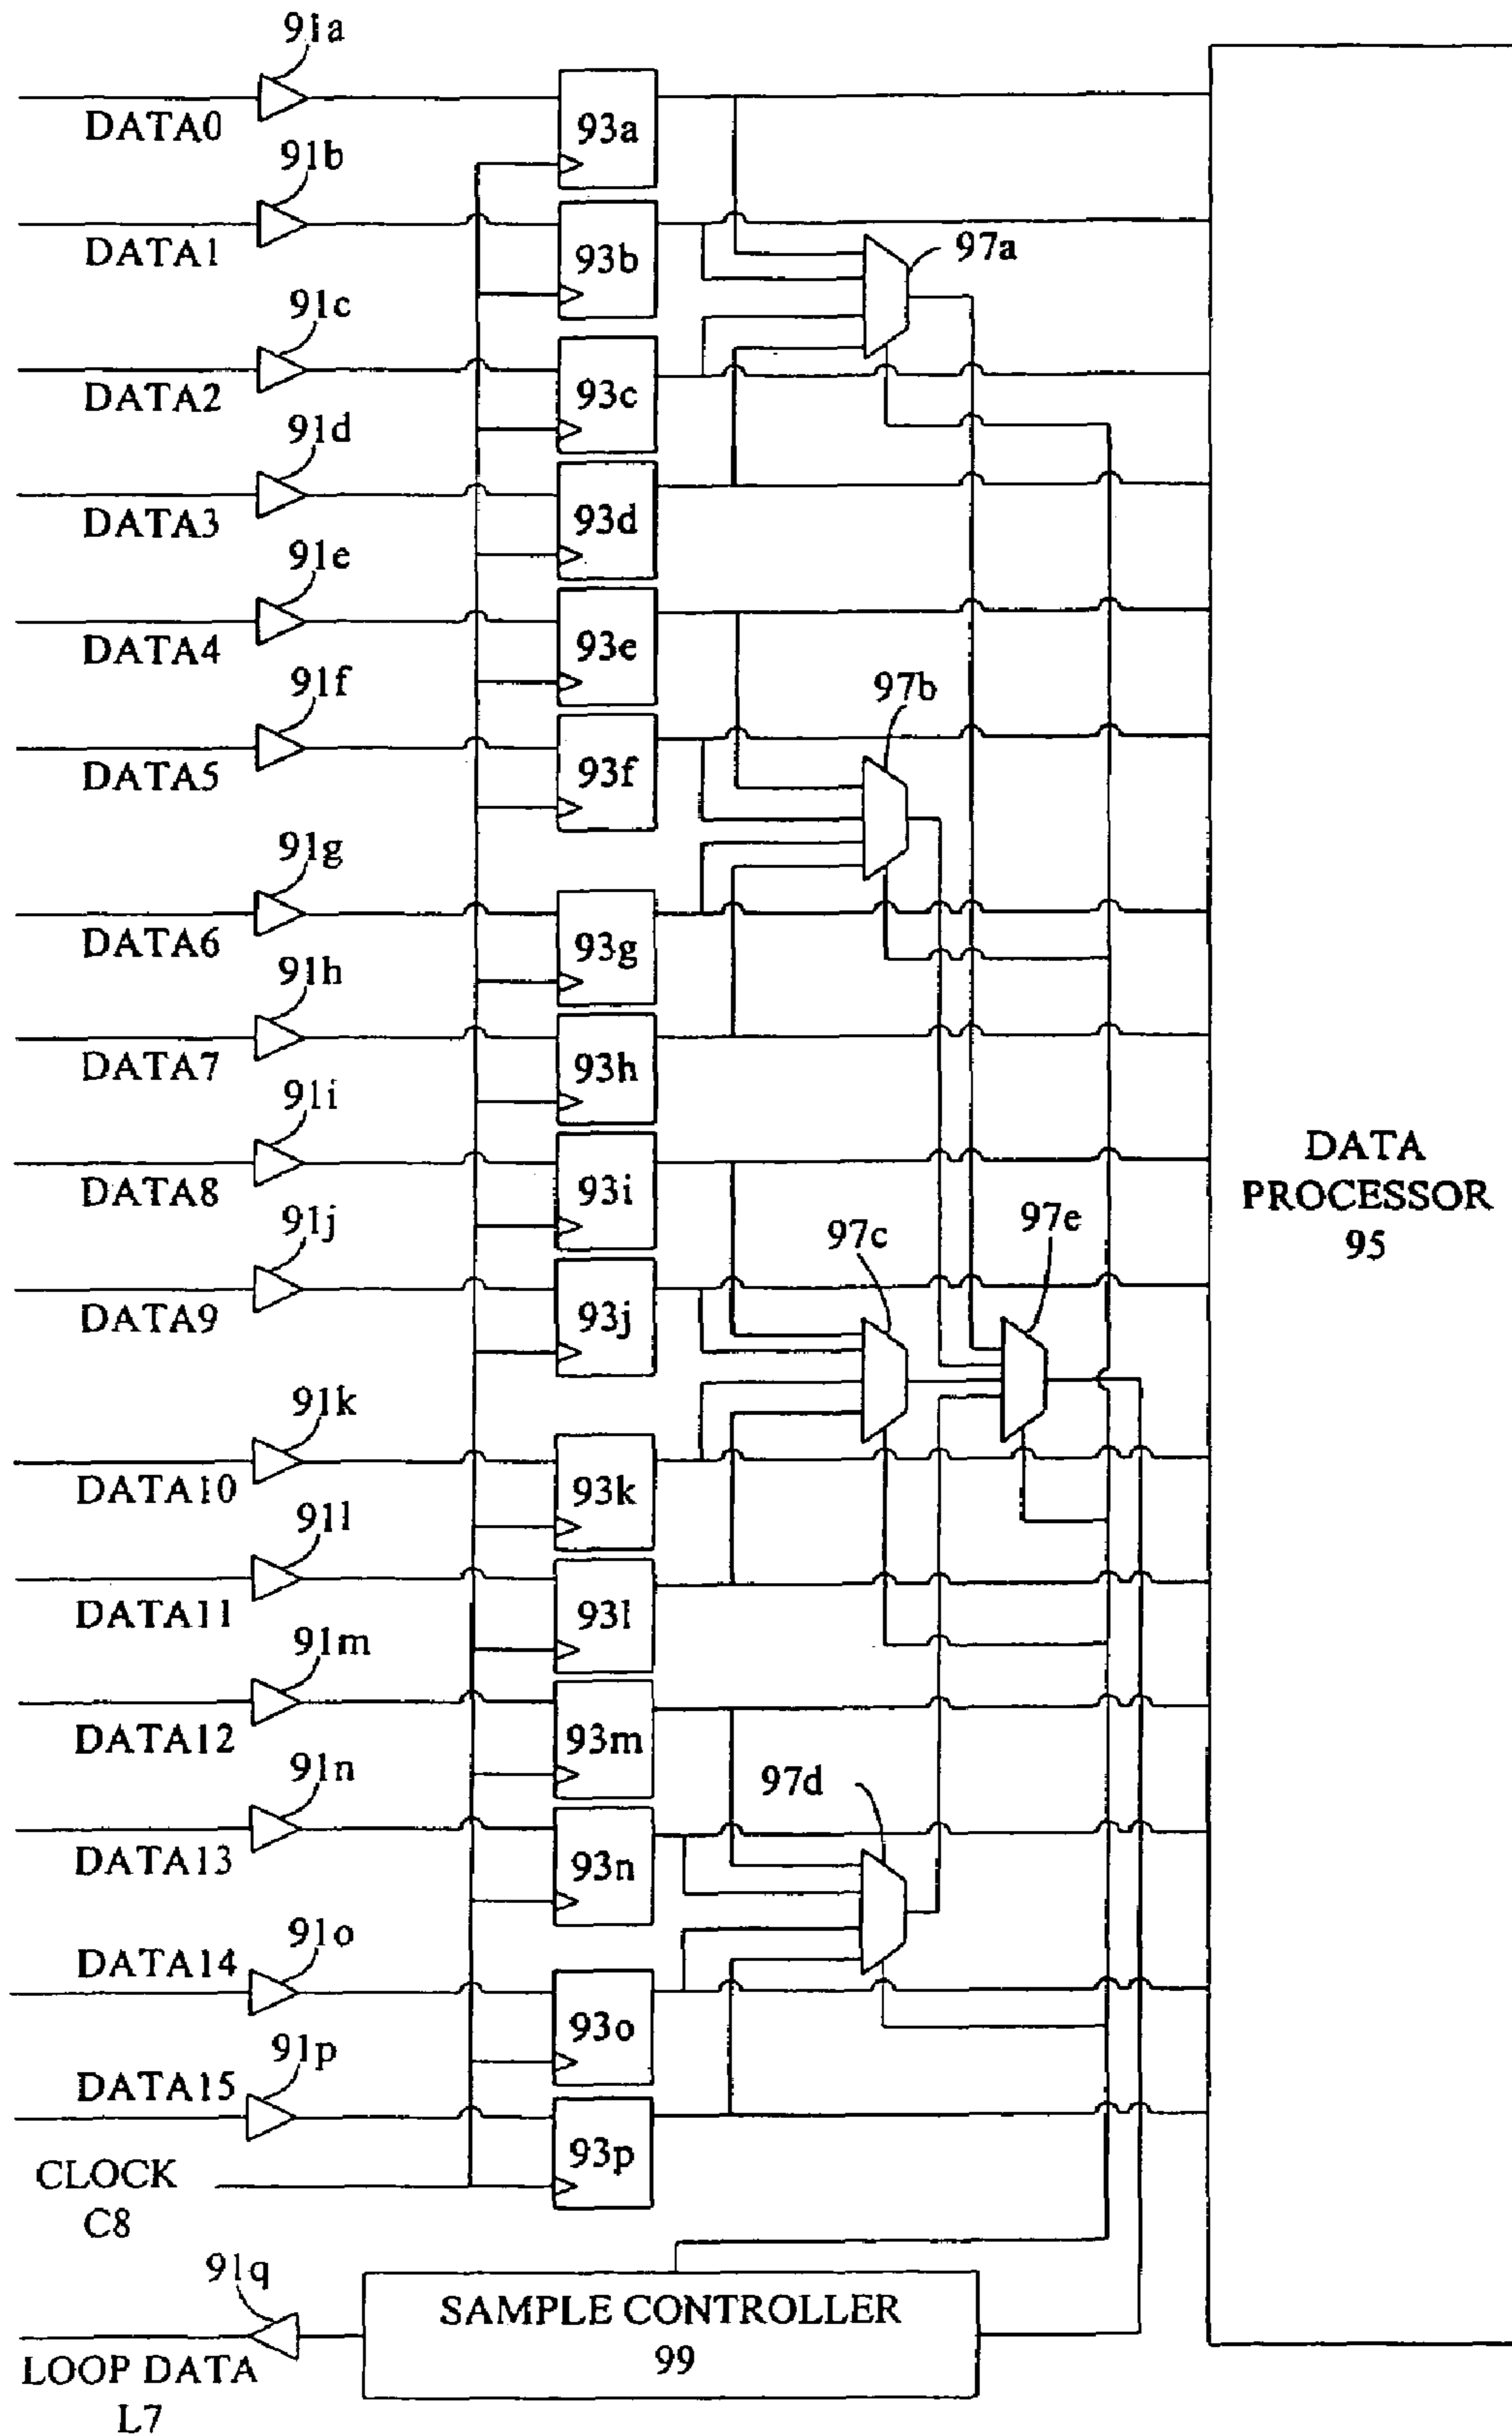 91a
DATA0
93a
91b
DATA1
93b
97a
91c
DATA2
93c
91d
DATA3
93d
91e
DATA4
93e
91f
DATA5
93f
97b
91g
DATA6
93g
91h
DATA7
93h
91i
DATA8
93i
DATA
PROCESSOR
95
91j
DATA9
93j
97c
97e
91k
DATA10
93k
91l
DATA11
93l
91m
DATA12
93m
91n
DATA13
93n
97d
91o
DATA14
93o
91p
DATA15
93p
CLOCK
C8
91q
LOOP DATA
L7
SAMPLE CONTROLLER
99